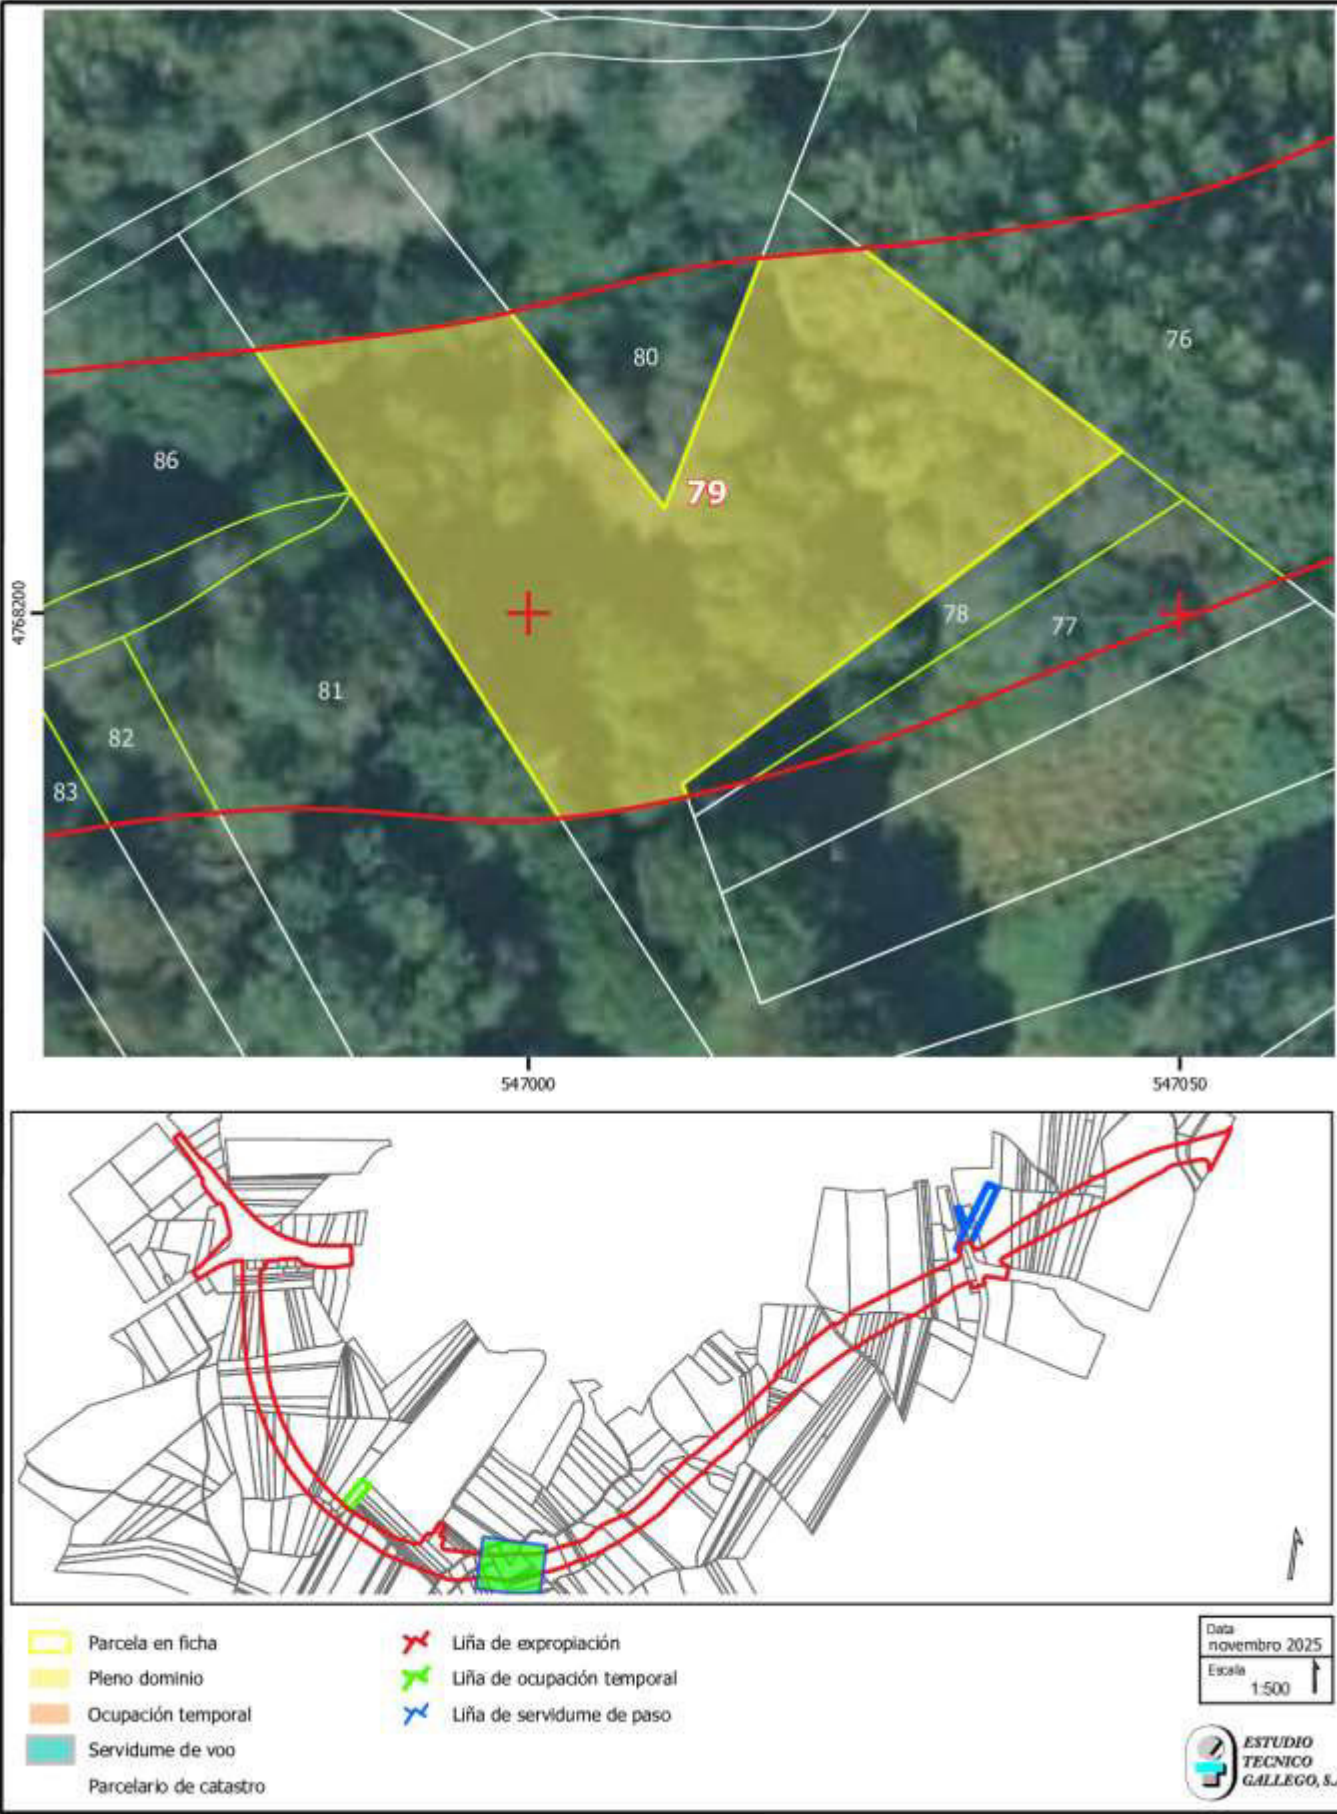 80
76
86
79
4768200
78
77
81
82
83
547000
547050
Parcela en ficha
Pleno dominio
Ocupación temporal
Servidume de voo
Parcelario de catastro
Liña de expropiación
Liña de ocupación temporal
Liña de servidume de paso
Data
novembro 2025
Escala
1:500
ESTUDIO
TECNICO
GALLEGO, S.